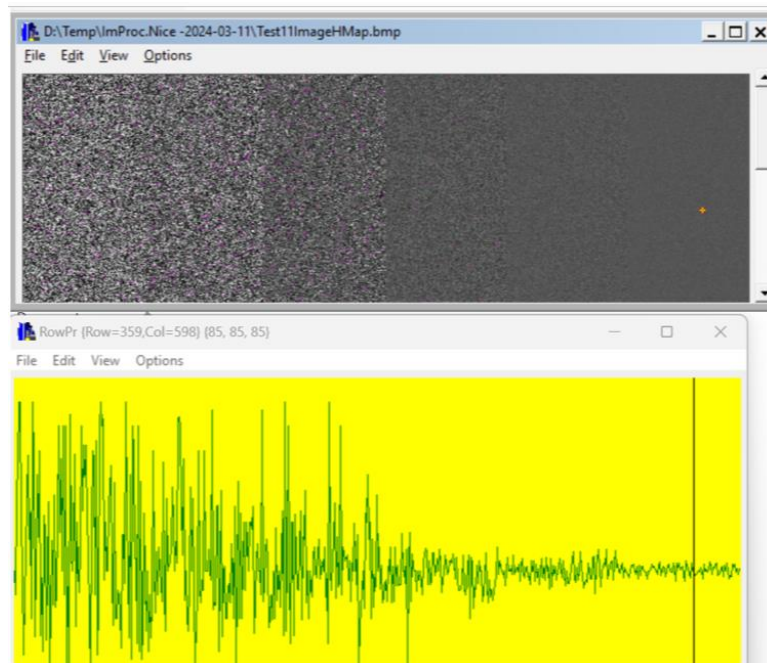 D:\Temp\ImProc.Nice -2024-03-11\Test11ImageHMap.bmp
File Edit View Options
RowPr (Row=359,Col=598) (85, 85, 85)
File Edit View Options